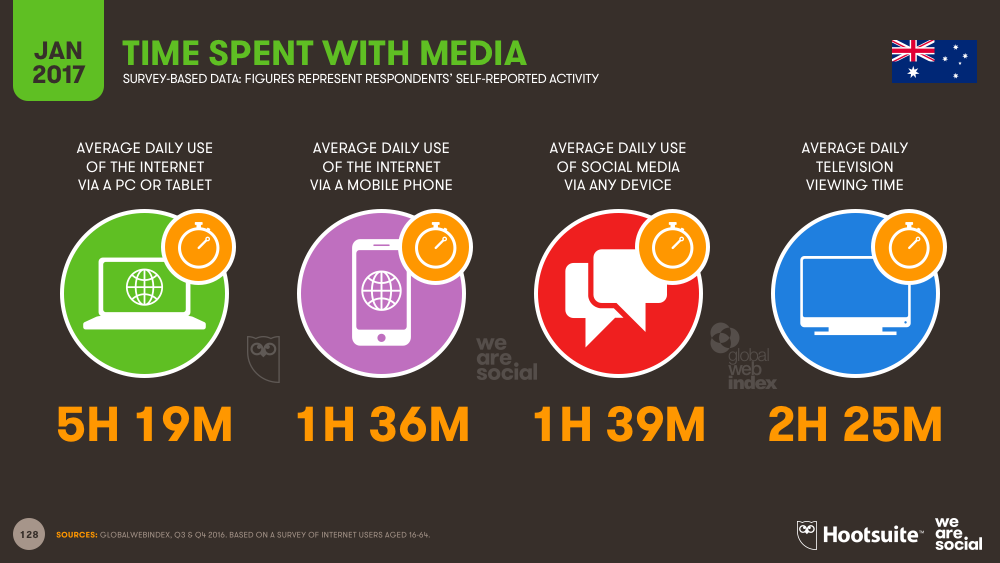 JAN
2017
TIME SPENT WITH MEDIA
SURVEY-BASED DATA: FIGURES REPRESENT RESPONDENTS' SELF-REPORTED ACTIVITY
AVERAGE DAILY USE
OF THE INTERNET
VIA A PC OR TABLET
AVERAGE DAILY USE
OF THE INTERNET
VIA A MOBILE PHONE
AVERAGE DAILY USE
OF SOCIAL MEDIA
VIA ANY DEVICE
AVERAGE DAILY
TELEVISION
VIEWING TIME
we
are
social
global
web
index
5H 19M
1H 36M
1H 39M
2H 25M
128
SOURCES: GLOBALWEBINDEX, Q3 & Q4 2016. BASED ON A SURVEY OF INTERNET USERS AGED 16-64.
Hootsuite™
we
are
social